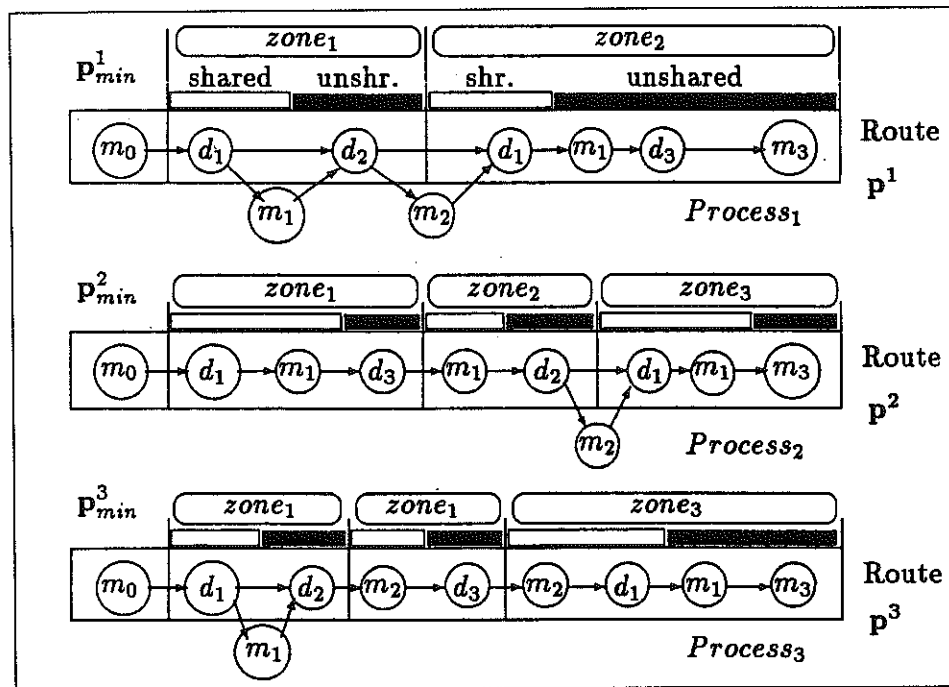 zone₁ zone₂
p¹ₘᵢₙ shared unshr. shr. unshared
m₀ d₁ d₂ d₁ m₁ d₃ m₃ Route
m₁ m₂ p¹
Process₁
p²ₘᵢₙ zone₁ zone₂ zone₃
m₀ d₁ m₁ d₃ m₁ d₂ d₁ m₁ m₃ Route
p²
m₂ Process₂
p³ₘᵢₙ zone₁ zone₁ zone₃
m₀ d₁ d₂ m₂ d₃ m₂ d₁ m₁ m₃ Route
p³
m₁ Process₃